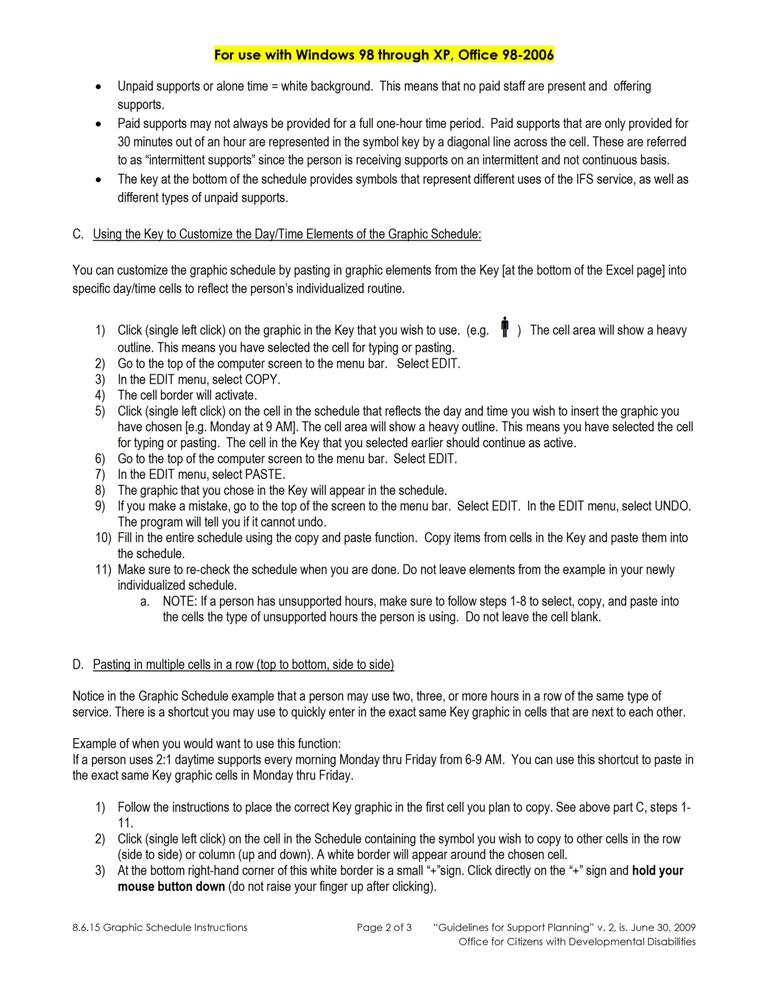 For use with Windows 98 through XP, Office 98-2006
• Unpaid supports or alone time = white background. This means that no paid staff are present and offering
supports.
• Paid supports may not always be provided for a full one-hour time period. Paid supports that are only provided for
30 minutes out of an hour are represented in the symbol key by a diagonal line across the cell. These are referred
to as “intermittent supports” since the person is receiving supports on an intermittent and not continuous basis.
• The key at the bottom of the schedule provides symbols that represent different uses of the IFS service, as well as
different types of unpaid supports.
C. Using the Key to Customize the Day/Time Elements of the Graphic Schedule:
You can customize the graphic schedule by pasting in graphic elements from the Key [at the bottom of the Excel page] into
specific day/time cells to reflect the person’s individualized routine.
1) Click (single left click) on the graphic in the Key that you wish to use. (e.g. ) The cell area will show a heavy
outline. This means you have selected the cell for typing or pasting.
2) Go to the top of the computer screen to the menu bar. Select EDIT.
3) In the EDIT menu, select COPY.
4) The cell border will activate.
5) Click (single left click) on the cell in the schedule that reflects the day and time you wish to insert the graphic you
have chosen [e.g. Monday at 9 AM]. The cell area will show a heavy outline. This means you have selected the cell
for typing or pasting. The cell in the Key that you selected earlier should continue as active.
6) Go to the top of the computer screen to the menu bar. Select EDIT.
7) In the EDIT menu, select PASTE.
8) The graphic that you chose in the Key will appear in the schedule.
9) If you make a mistake, go to the top of the screen to the menu bar. Select EDIT. In the EDIT menu, select UNDO.
The program will tell you if it cannot undo.
10) Fill in the entire schedule using the copy and paste function. Copy items from cells in the Key and paste them into
the schedule.
11) Make sure to re-check the schedule when you are done. Do not leave elements from the example in your newly
individualized schedule.
a. NOTE: If a person has unsupported hours, make sure to follow steps 1-8 to select, copy, and paste into
the cells the type of unsupported hours the person is using. Do not leave the cell blank.
D. Pasting in multiple cells in a row (top to bottom, side to side)
Notice in the Graphic Schedule example that a person may use two, three, or more hours in a row of the same type of
service. There is a shortcut you may use to quickly enter in the exact same Key graphic in cells that are next to each other.
Example of when you would want to use this function:
If a person uses 2:1 daytime supports every morning Monday thru Friday from 6-9 AM. You can use this shortcut to paste in
the exact same Key graphic cells in Monday thru Friday.
1) Follow the instructions to place the correct Key graphic in the first cell you plan to copy. See above part C, steps 1-
11.
2) Click (single left click) on the cell in the Schedule containing the symbol you wish to copy to other cells in the row
(side to side) or column (up and down). A white border will appear around the chosen cell.
3) At the bottom right-hand corner of this white border is a small “+”sign. Click directly on the “+” sign and hold your
mouse button down (do not raise your finger up after clicking).
8.6.15 Graphic Schedule Instructions Page 2 of 3 “Guidelines for Support Planning” v. 2, is. June 30, 2009
Office for Citizens with Developmental Disabilities